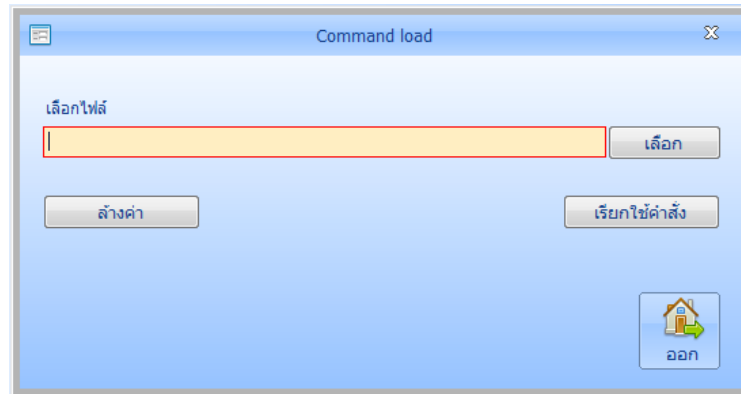 Command load
เลือกไฟล์
เลือก
ล้างค่า
เรียกใช้คำสั่ง
ออก